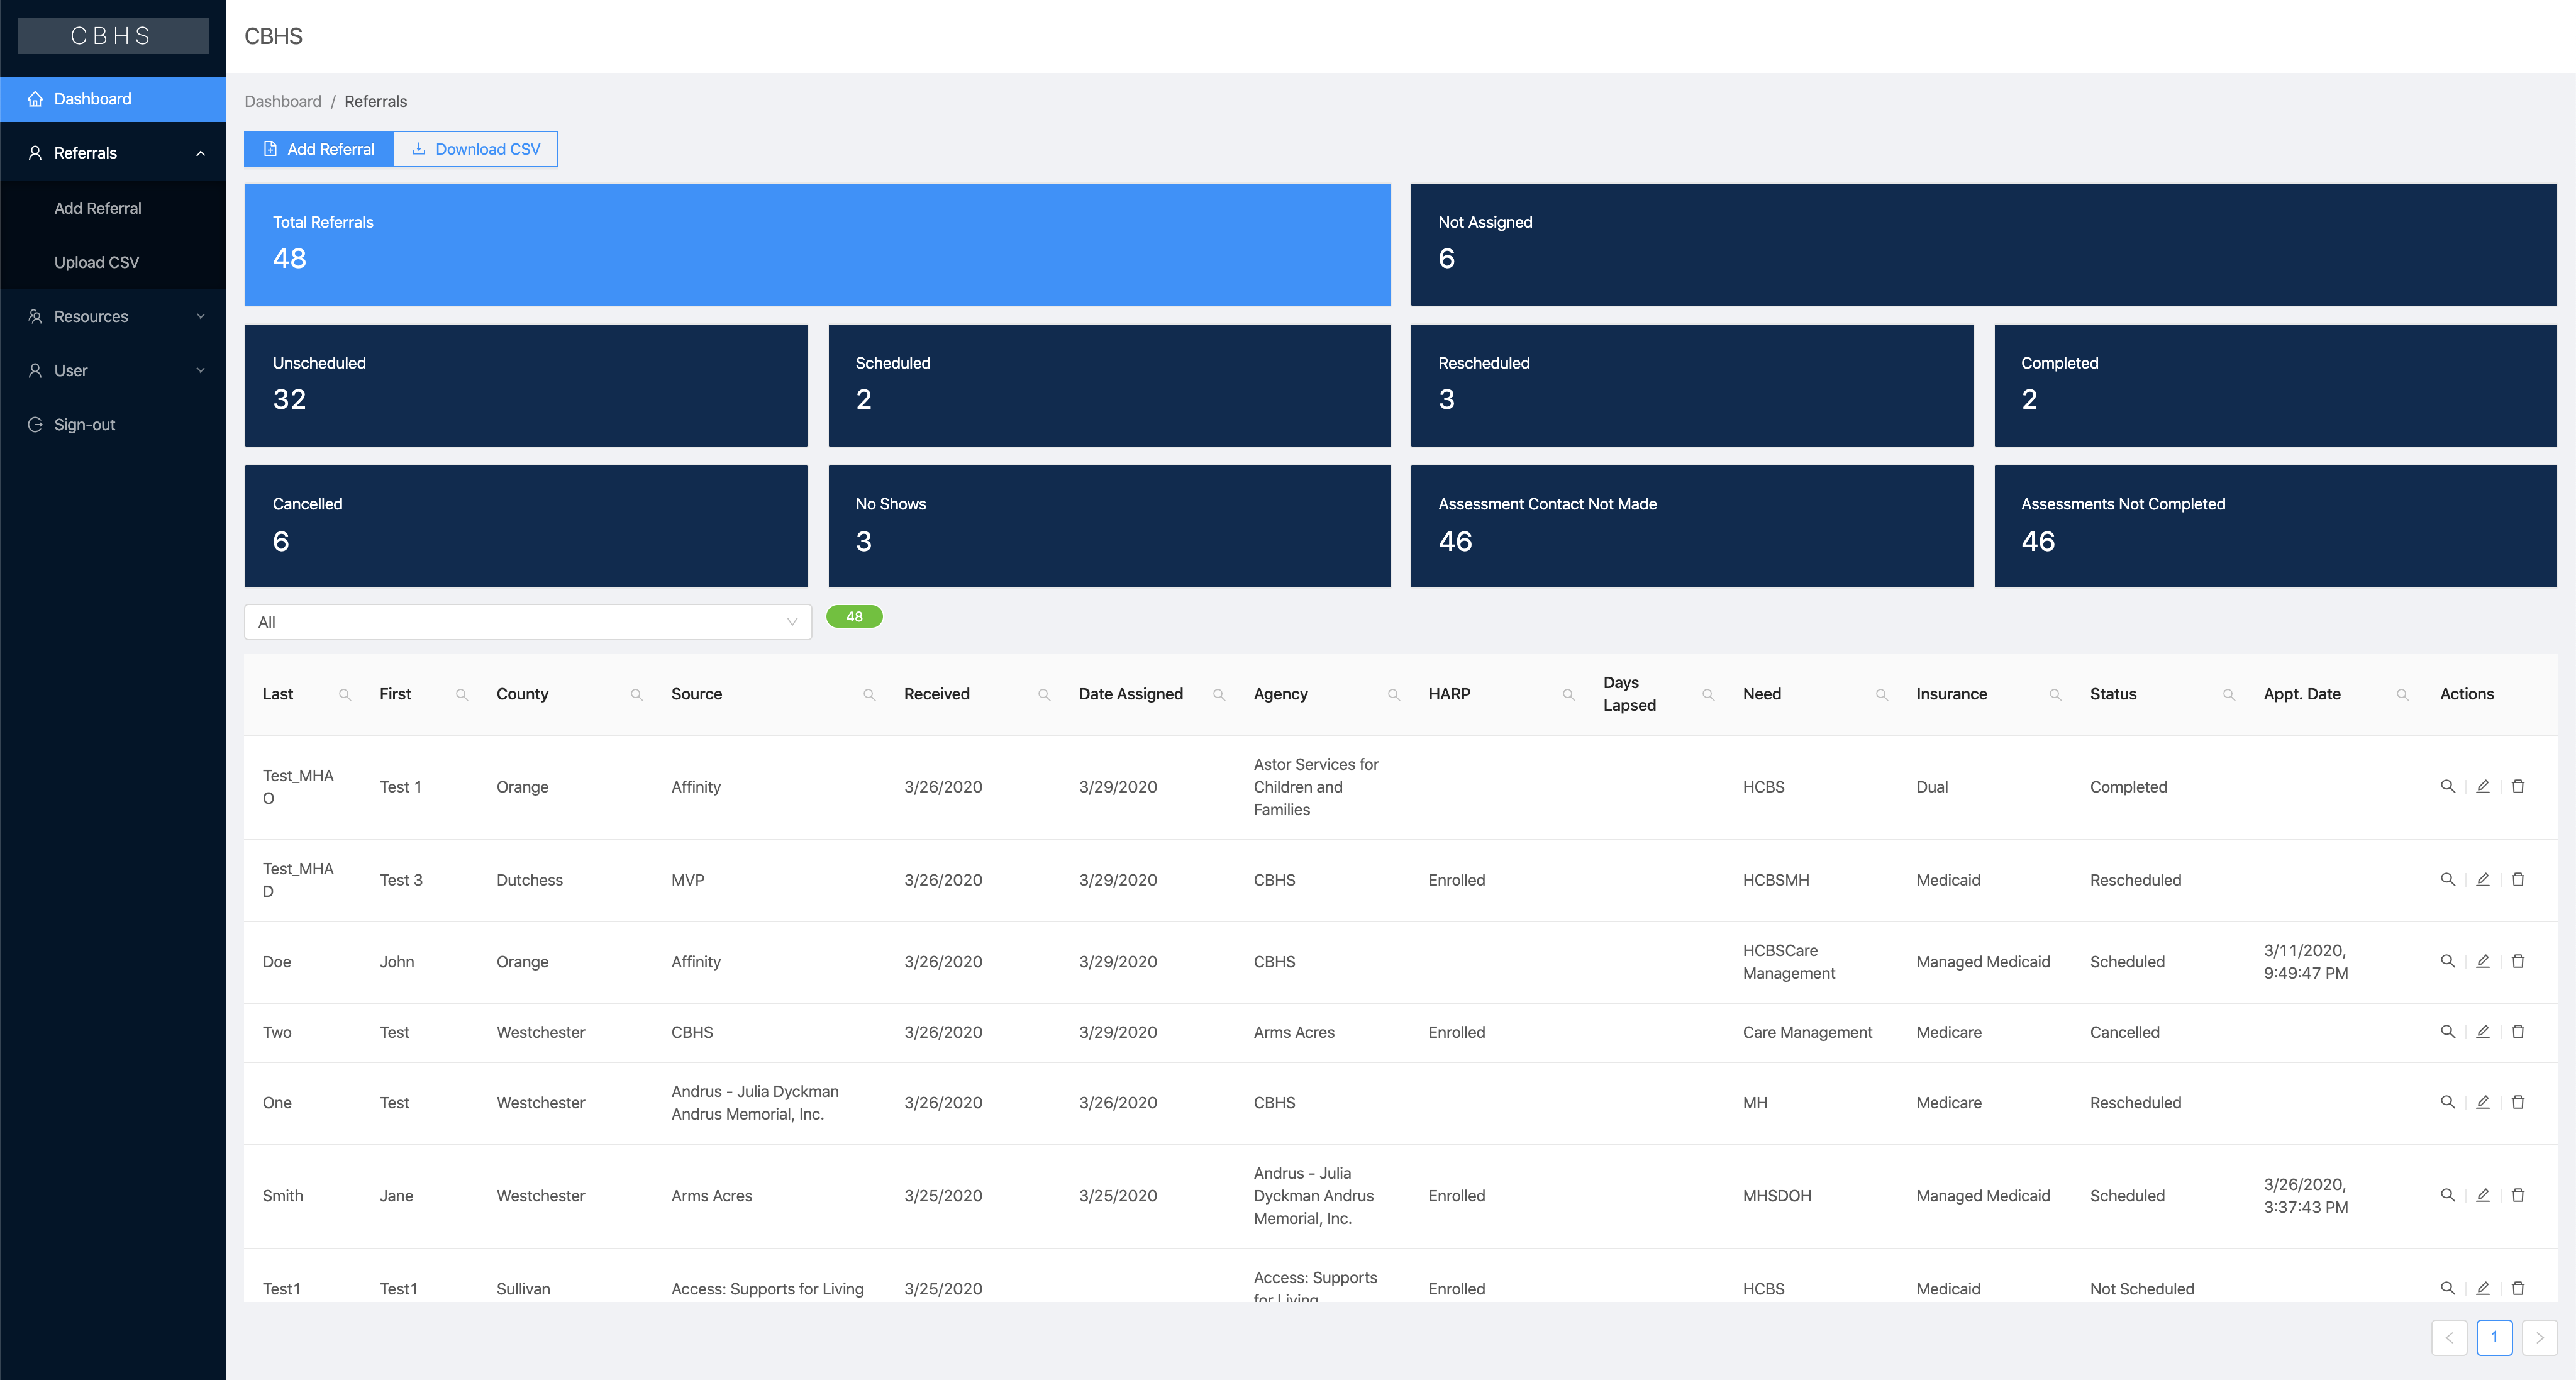 CBHS
CBHS
Dashboard
Referrals
Add Referral
Upload CSV
Resources
User
Sign-out
Dashboard / Referrals
Add Referral
Download CSV
Total Referrals
48
Not Assigned
6
Unscheduled
32
Scheduled
2
Rescheduled
3
Completed
2
Cancelled
6
No Shows
3
Assessment Contact Not Made
46
Assessments Not Completed
46
All
48
Last First County Source Received Date Assigned Agency HARP Days Lapsed Need Insurance Status Appt. Date Actions
Test_MHA
O
Test 1
Orange
Affinity
3/26/2020
3/29/2020
Astor Services for
Children and
Families
HCBS
Dual
Completed
Test_MHA
D
Test 3
Dutchess
MVP
3/26/2020
3/29/2020
CBHS
Enrolled
HCBSMH
Medicaid
Rescheduled
Doe
John
Orange
Affinity
3/26/2020
3/29/2020
CBHS
HCBSCare
Management
Managed Medicaid
Scheduled
3/11/2020,
9:49:47 PM
Two
Test
Westchester
CBHS
3/26/2020
3/29/2020
Arms Acres
Enrolled
Care Management
Medicare
Cancelled
One
Test
Westchester
Andrus - Julia Dyckman
Andrus Memorial, Inc.
3/26/2020
3/26/2020
CBHS
MH
Medicare
Rescheduled
Smith
Jane
Westchester
Arms Acres
3/25/2020
3/25/2020
Andrus - Julia
Dyckman Andrus
Memorial, Inc.
Enrolled
MHSDOH
Managed Medicaid
Scheduled
3/26/2020,
3:37:43 PM
Test1
Test1
Sullivan
Access: Supports for Living
3/25/2020
Access: Supports
for Living
Enrolled
HCBS
Medicaid
Not Scheduled
1